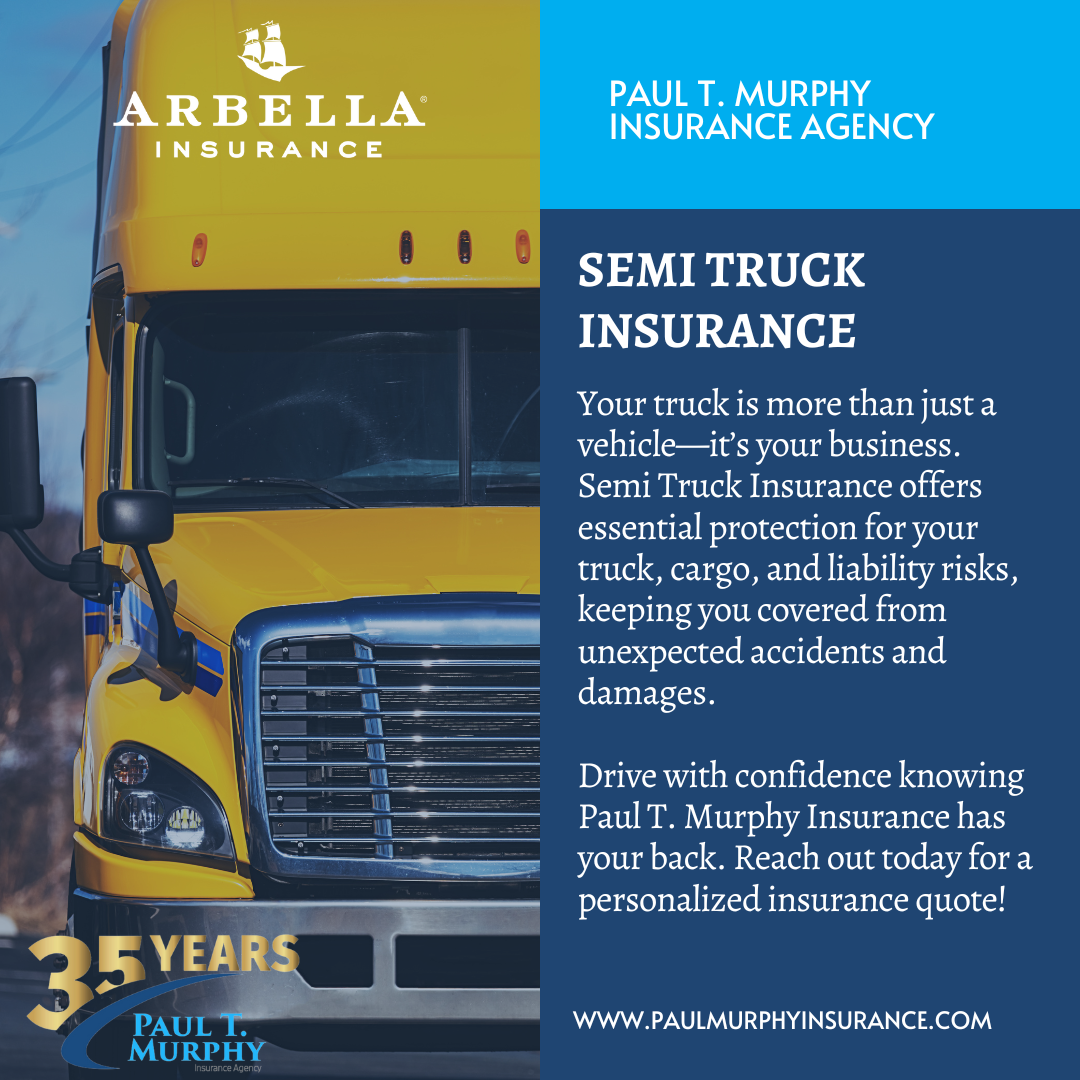 ARBELLA®
INSURANCE
PAUL T. MURPHY
INSURANCE AGENCY
SEMI TRUCK
INSURANCE
Your truck is more than just a
vehicle—it’s your business.
Semi Truck Insurance offers
essential protection for your
truck, cargo, and liability risks,
keeping you covered from
unexpected accidents and
damages.
Drive with confidence knowing
Paul T. Murphy Insurance has
your back. Reach out today for a
personalized insurance quote!
WWW.PAULMURPHYINSURANCE.COM
35 YEARS
PAUL T.
MURPHY
Insurance Agency